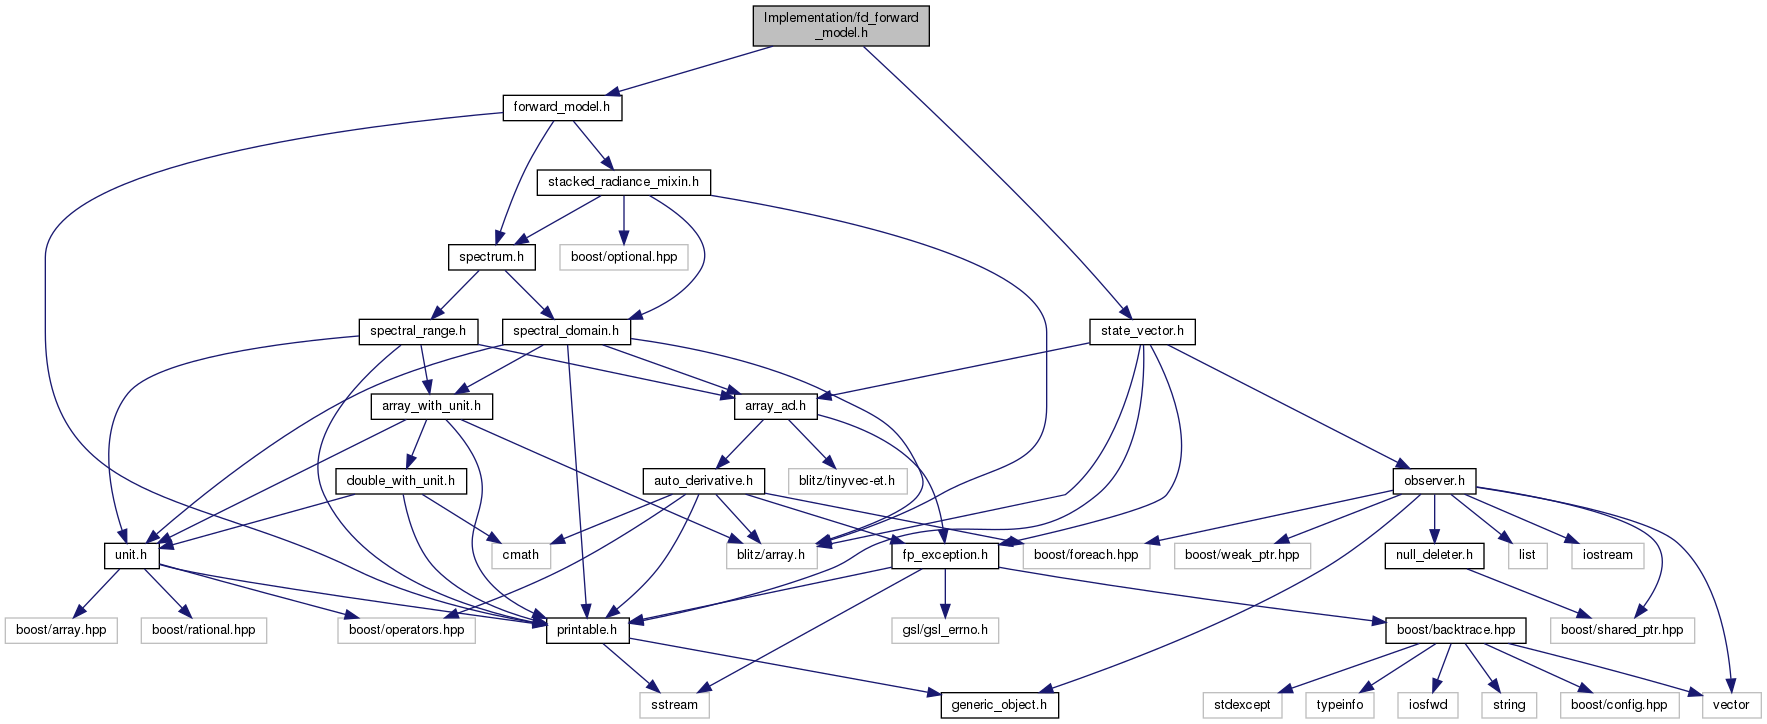 Implementation/fd_forward
_model.h
forward_model.h
stacked_radiance_mixin.h
spectrum.h
boost/optional.hpp
spectral_range.h
spectral_domain.h
state_vector.h
array_with_unit.h
array_ad.h
double_with_unit.h
auto_derivative.h
blitz/tinyvec-et.h
observer.h
unit.h
cmath
blitz/array.h
fp_exception.h
boost/foreach.hpp
boost/weak_ptr.hpp
null_deleter.h
list
iostream
boost/array.hpp
boost/rational.hpp
boost/operators.hpp
printable.h
gsl/gsl_errno.h
boost/backtrace.hpp
boost/shared_ptr.hpp
sstream
generic_object.h
stdexcept
typeinfo
iosfwd
string
boost/config.hpp
vector